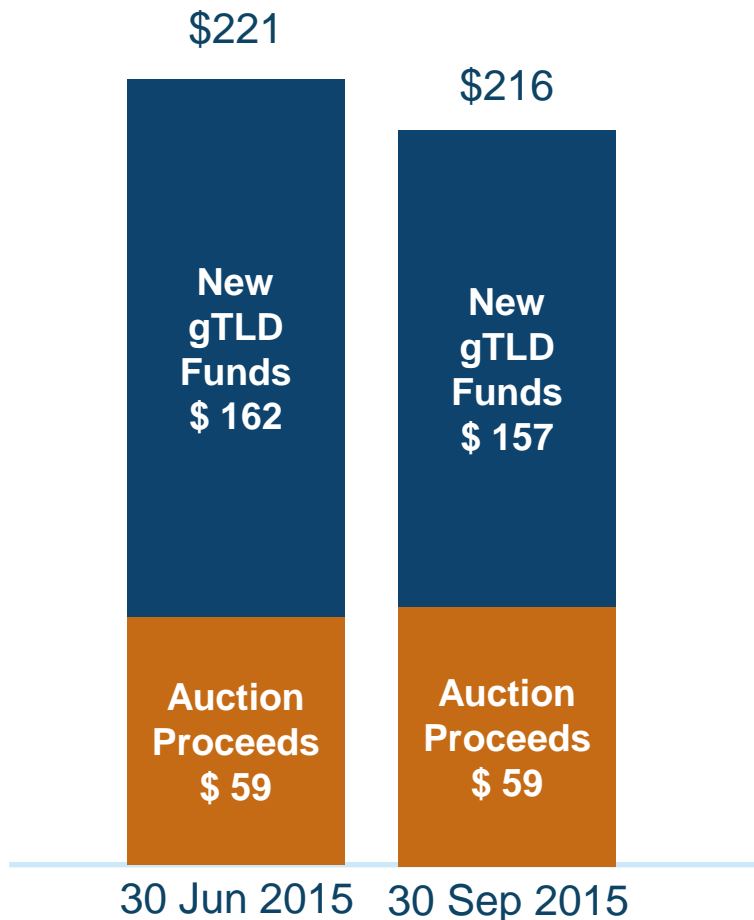 $221
New
gTLD
Funds
$ 162
Auction
Proceeds
$ 59
30 Jun 2015
$216
New
gTLD
Funds
$ 157
Auction
Proceeds
$ 59
30 Sep 2015